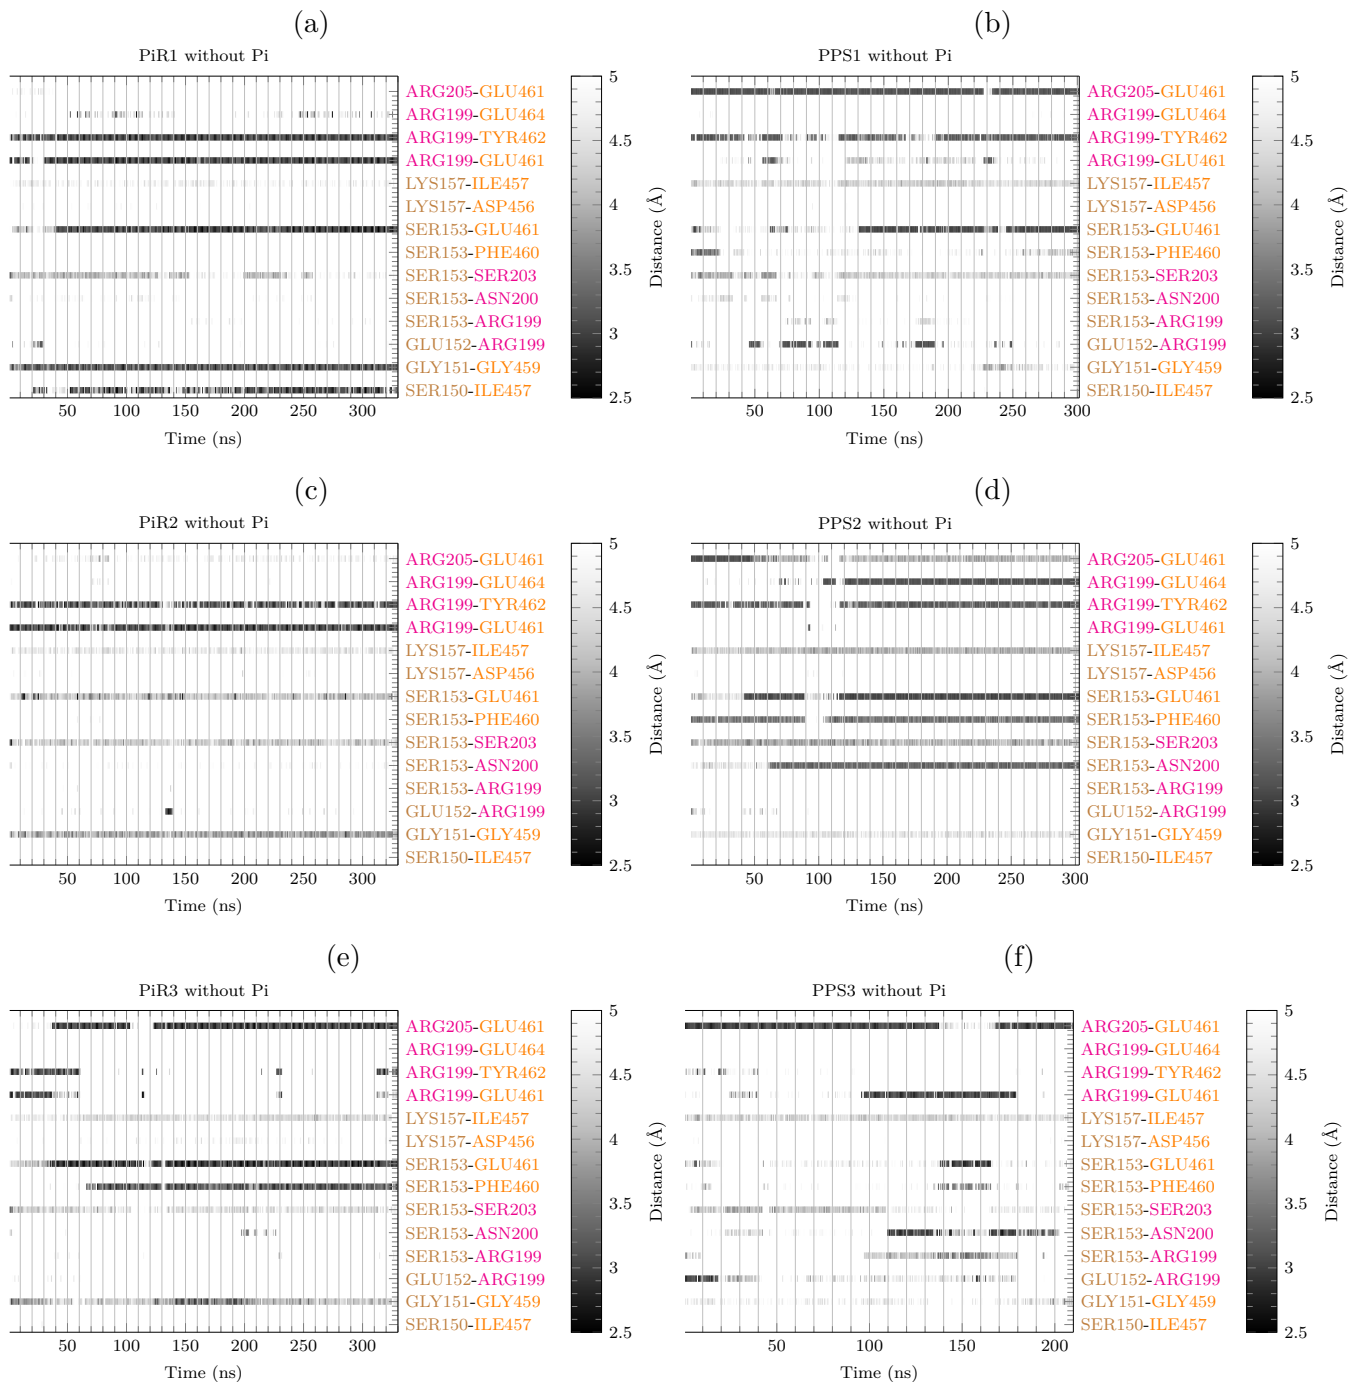 (a)
PiR1 without Pi
ARG205-GLU461
ARG199-GLU464
ARG199-TYR462
ARG199-GLU461
LYS157-ILE457
LYS157-ASP456
SER153-GLU461
SER153-PHE460
SER153-SER203
SER153-ASN200
SER153-ARG199
GLU152-ARG199
GLY151-GLY459
SER150-ILE457
50 100 150 200 250 300
Time (ns)
5
4.5
4
3.5
3
2.5
Distance (Å)
(b)
PPS1 without Pi
ARG205-GLU461
ARG199-GLU464
ARG199-TYR462
ARG199-GLU461
LYS157-ILE457
LYS157-ASP456
SER153-GLU461
SER153-PHE460
SER153-SER203
SER153-ASN200
SER153-ARG199
GLU152-ARG199
GLY151-GLY459
SER150-ILE457
50 100 150 200 250 300
Time (ns)
5
4.5
4
3.5
3
2.5
Distance (Å)
(c)
PiR2 without Pi
ARG205-GLU461
ARG199-GLU464
ARG199-TYR462
ARG199-GLU461
LYS157-ILE457
LYS157-ASP456
SER153-GLU461
SER153-PHE460
SER153-SER203
SER153-ASN200
SER153-ARG199
GLU152-ARG199
GLY151-GLY459
SER150-ILE457
50 100 150 200 250 300
Time (ns)
5
4.5
4
3.5
3
2.5
Distance (Å)
(d)
PPS2 without Pi
ARG205-GLU461
ARG199-GLU464
ARG199-TYR462
ARG199-GLU461
LYS157-ILE457
LYS157-ASP456
SER153-GLU461
SER153-PHE460
SER153-SER203
SER153-ASN200
SER153-ARG199
GLU152-ARG199
GLY151-GLY459
SER150-ILE457
50 100 150 200 250 300
Time (ns)
5
4.5
4
3.5
3
2.5
Distance (Å)
(e)
PiR3 without Pi
ARG205-GLU461
ARG199-GLU464
ARG199-TYR462
ARG199-GLU461
LYS157-ILE457
LYS157-ASP456
SER153-GLU461
SER153-PHE460
SER153-SER203
SER153-ASN200
SER153-ARG199
GLU152-ARG199
GLY151-GLY459
SER150-ILE457
50 100 150 200 250 300
Time (ns)
5
4.5
4
3.5
3
2.5
Distance (Å)
(f)
PPS3 without Pi
ARG205-GLU461
ARG199-GLU464
ARG199-TYR462
ARG199-GLU461
LYS157-ILE457
LYS157-ASP456
SER153-GLU461
SER153-PHE460
SER153-SER203
SER153-ASN200
SER153-ARG199
GLU152-ARG199
GLY151-GLY459
SER150-ILE457
50 100 150 200
Time (ns)
5
4.5
4
3.5
3
2.5
Distance (Å)